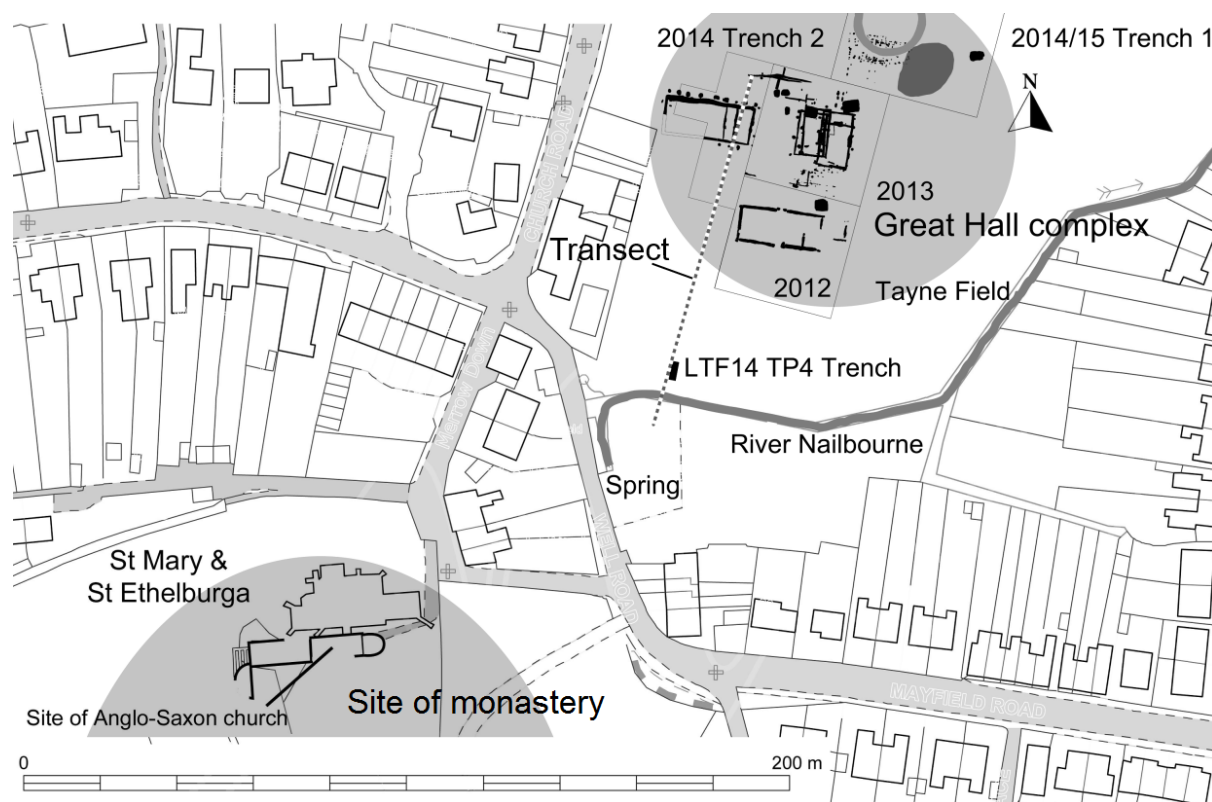 2014 Trench 2
2014/15 Trench 1
N
CHURCH ROAD
2013
Great Hall complex
Transect
2012
Tayne Field
LTF14 TP4 Trench
Merrow Down
River Nailbourne
Spring
WELL ROAD
St Mary &
St Ethelburga
Site of monastery
Site of Anglo-Saxon church
MAYFIELD ROAD
0
200 m